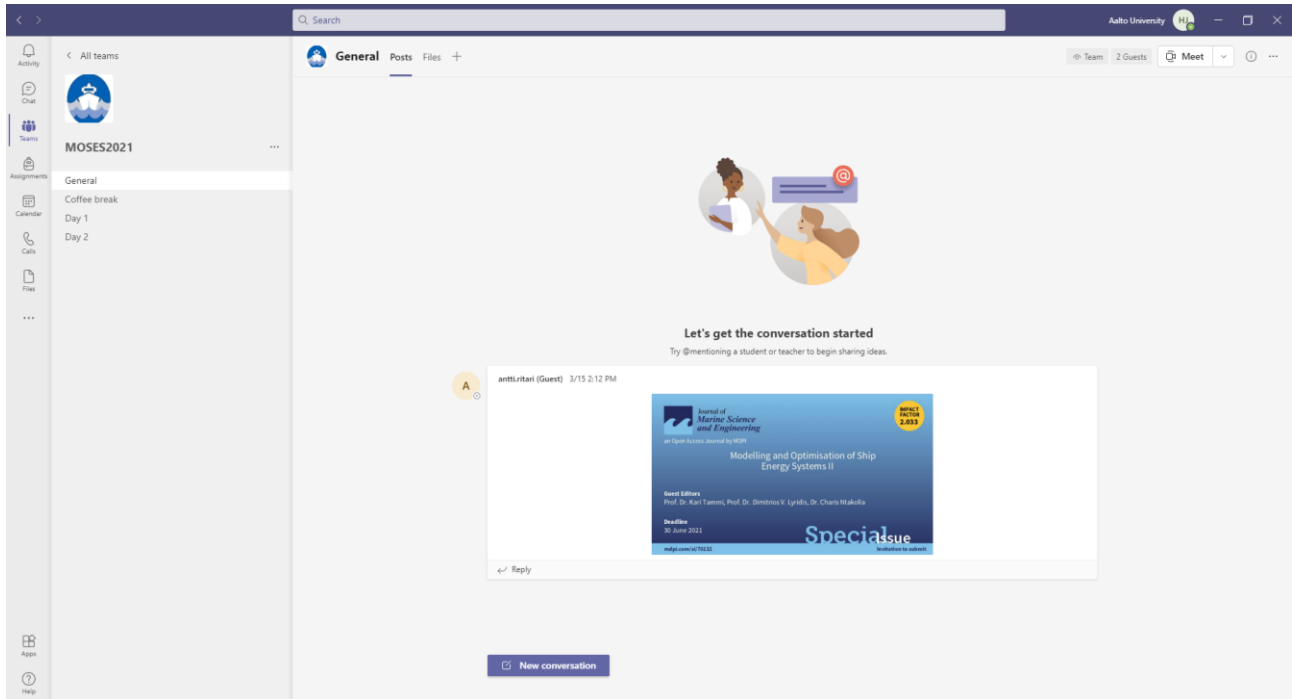 Search
Aalto University
HJ
Activity
Chat
Teams
Assignments
Calendar
Calls
Files
...
Apps
Help
< All teams
MOSES2021
...
General
Coffee break
Day 1
Day 2
General Posts Files +
Team 2 Guests Meet ...
@
Let's get the conversation started
Try @mentioning a student or teacher to begin sharing ideas.
A
antti.ritari (Guest) 3/15 2:12 PM
Journal of
Marine Science
and Engineering
an Open Access Journal by MDPI
IMPACT
FACTOR
2.033
Modelling and Optimisation of Ship
Energy Systems II
Guest Editors
Prof. Dr. Kari Tammi, Prof. Dr. Dimitrios V. Lyridis, Dr. Charis Ntakolia
Deadline
30 June 2021
mdpi.com/si/70132
Special Issue
Invitation to submit
Reply
New conversation